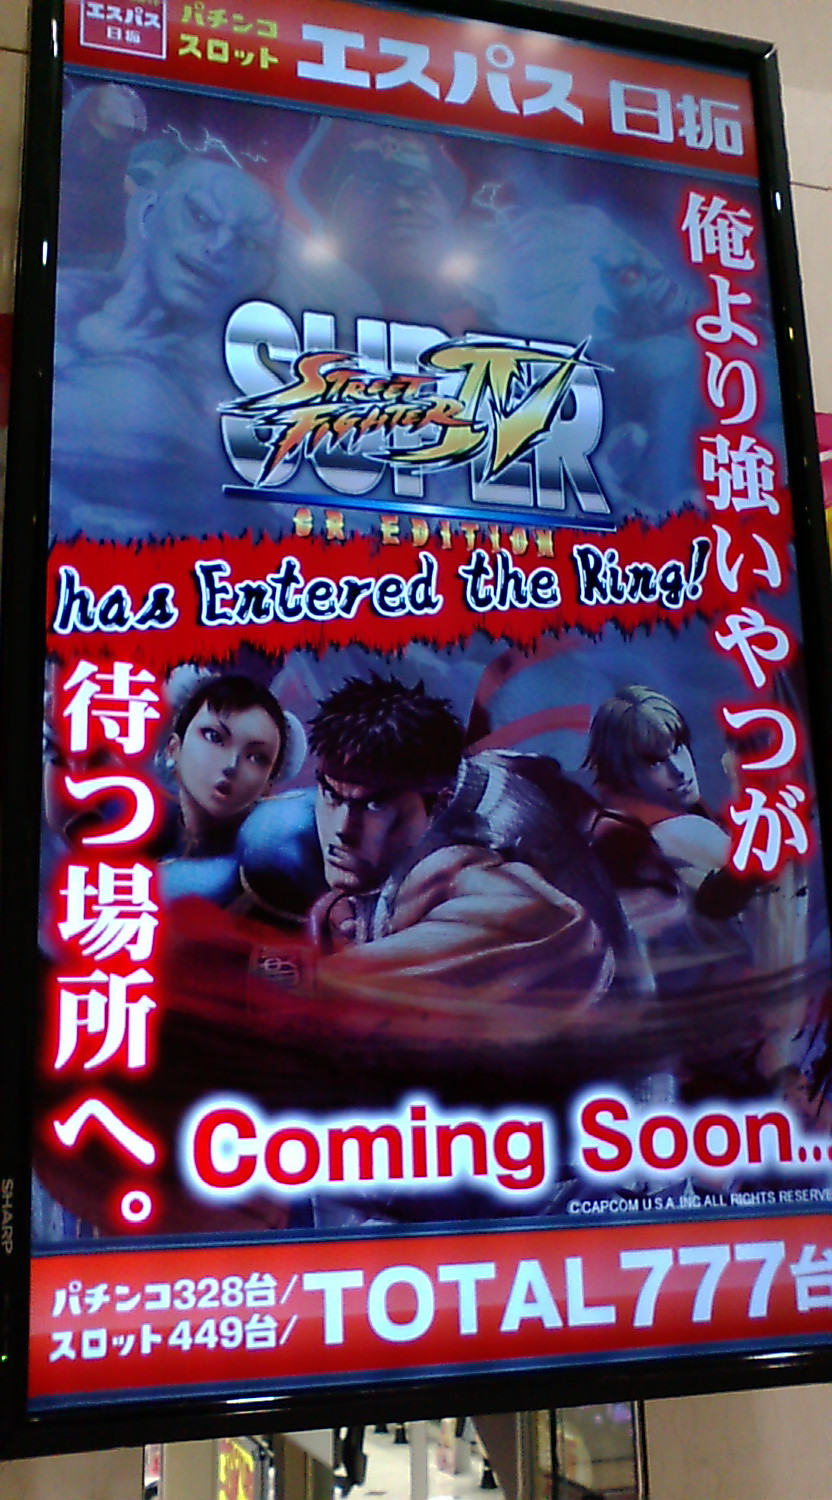 エスパス
日拓
パチンコ
スロット
エスパス 日拓
俺より強いやつが
SUPER
STREET
FIGHTER IV
CR EDITION
has Entered the Ring!
待つ場所へ。
Coming Soon...
©CAPCOM U.S.A.,INC.ALL RIGHTS RESERVE
パチンコ328台/
スロット449台/
TOTAL777台
SHARP